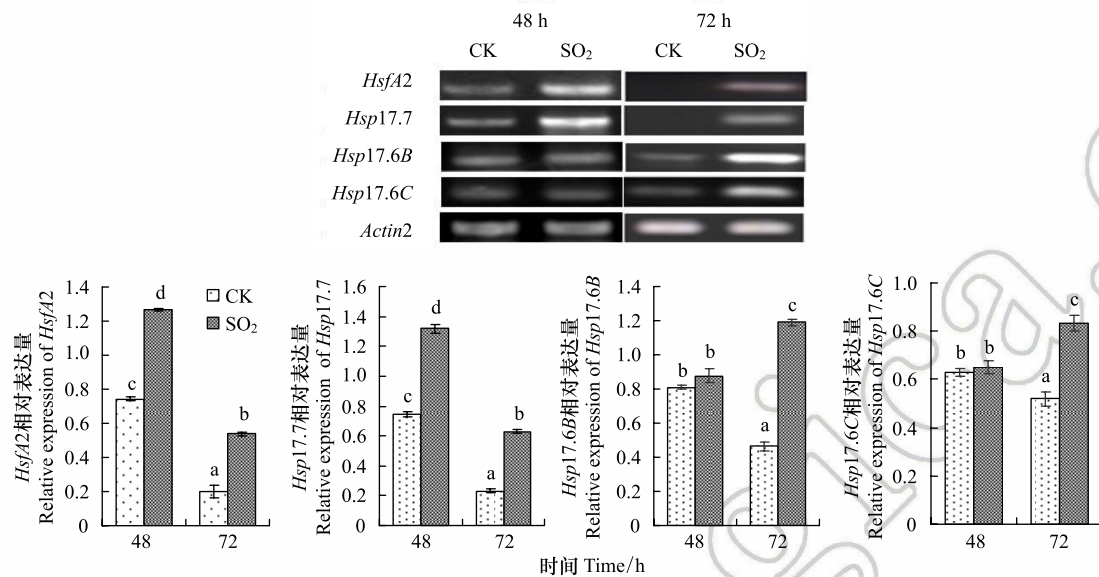 48 h 72 h
CK SO₂ CK SO₂
HsfA2
Hsp17.7
Hsp17.6B
Hsp17.6C
Actin2
HsfA2相对表达量
Relative expression of HsfA2
1.4
1.2
1.0
0.8
0.6
0.4
0.2
0
c d a b
CK
SO₂
48 72
Hsp17.7相对表达量
Relative expression of Hsp17.7
1.6
1.4
1.2
1.0
0.8
0.6
0.4
0.2
0
c d a b
48 72
Hsp17.6B相对表达量
Relative expression of Hsp17.6B
1.4
1.2
1.0
0.8
0.6
0.4
0.2
0
b b a c
48 72
Hsp17.6C相对表达量
Relative expression of Hsp17.6C
1.0
0.8
0.6
0.4
0.2
0
b b a c
48 72
时间 Time/h